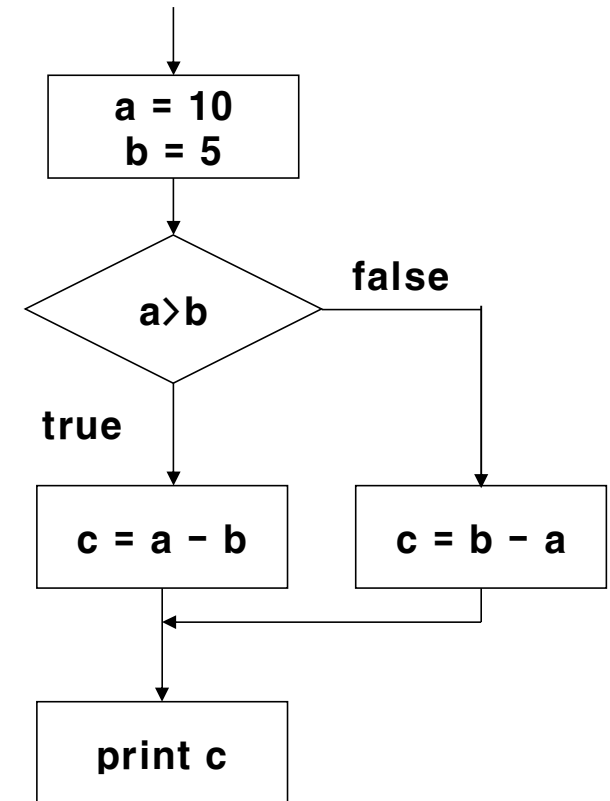 a = 10
b = 5
a>b
false
true
c = a - b
c = b - a
print c